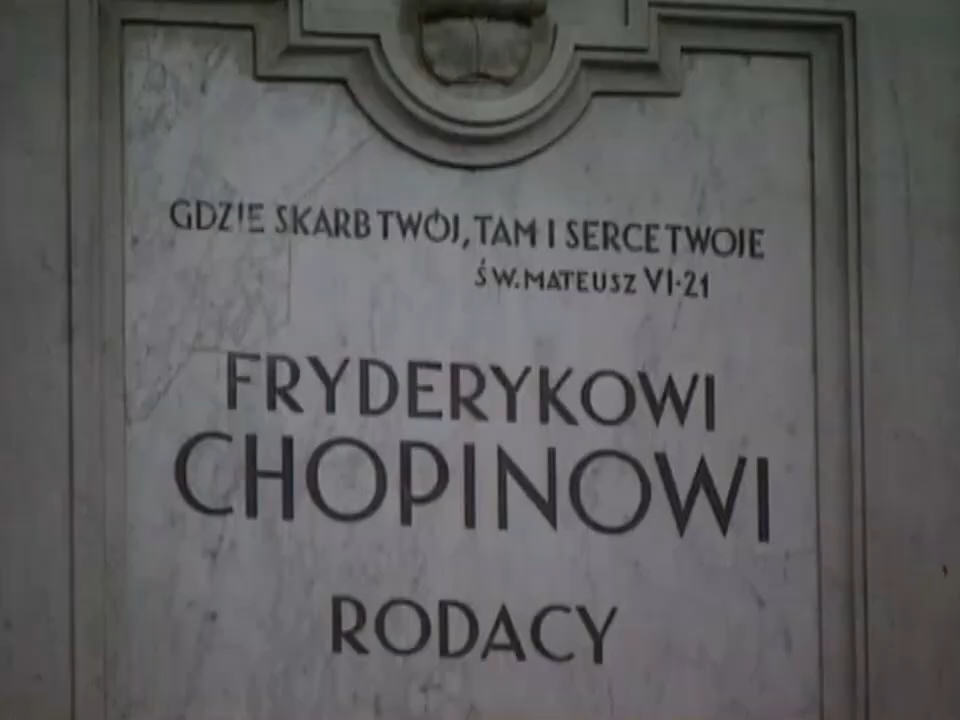 GDZIE SKARB TWÓJ, TAM I SERCE TWOJE
ŚW. MATEUSZ VI·21
FRYDERYKOWI
CHOPINOWI
RODACY